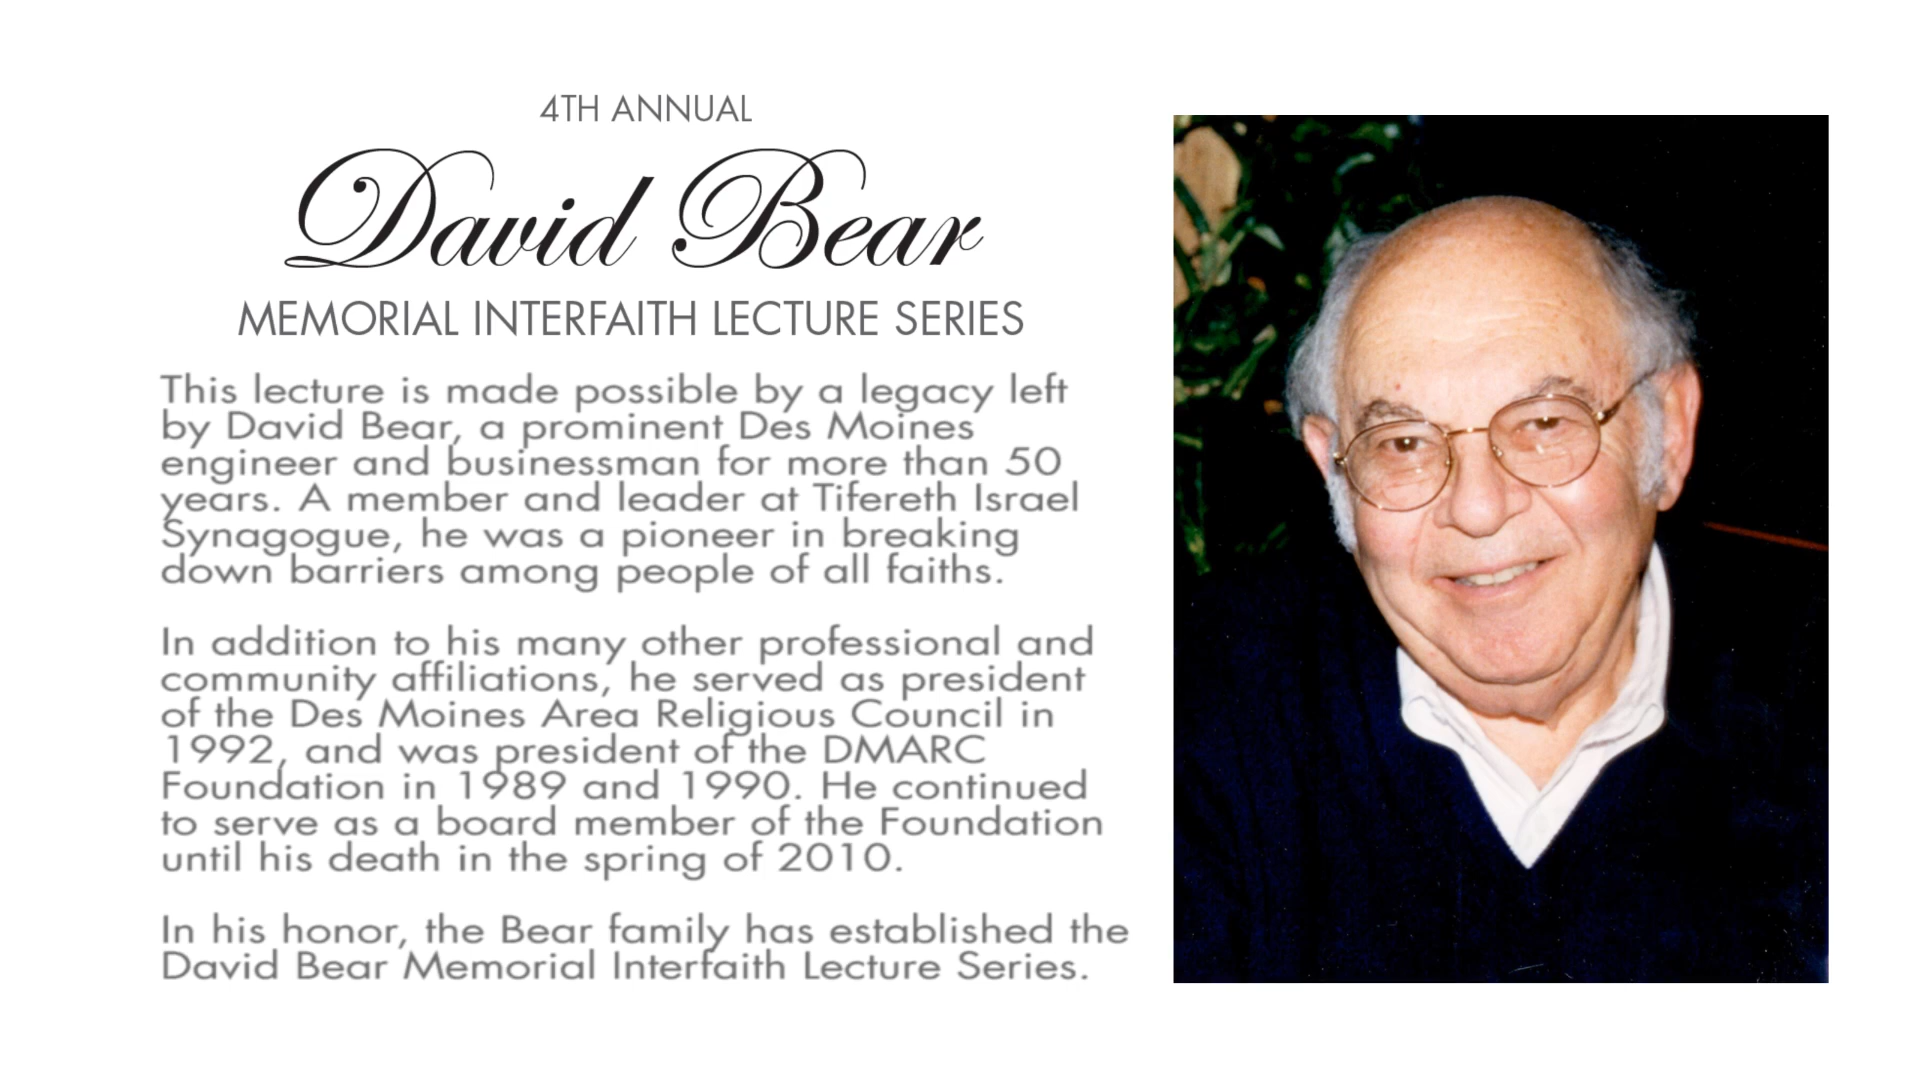 4TH ANNUAL
David Bear
MEMORIAL INTERFAITH LECTURE SERIES
This lecture is made possible by a legacy left
by David Bear, a prominent Des Moines
engineer and businessman for more than 50
years. A member and leader at Tifereth Israel
Synagogue, he was a pioneer in breaking
down barriers among people of all faiths.
In addition to his many other professional and
community affiliations, he served as president
of the Des Moines Area Religious Council in
1992, and was president of the DMARC
Foundation in 1989 and 1990. He continued
to serve as a board member of the Foundation
until his death in the spring of 2010.
In his honor, the Bear family has established the
David Bear Memorial Interfaith Lecture Series.